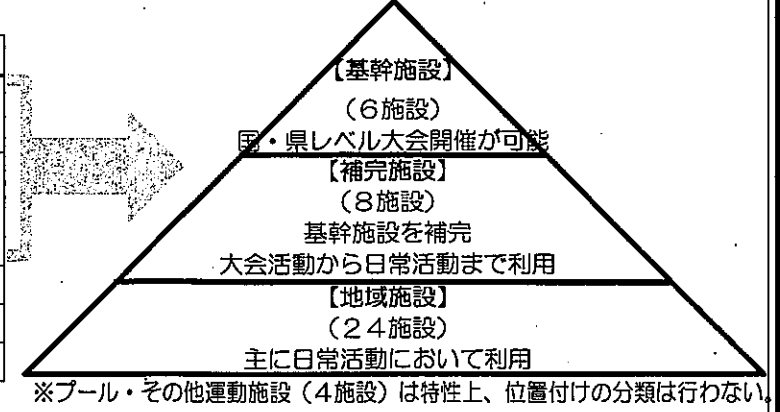 【基幹施設】
（6施設）
国・県レベル大会開催が可能
【補完施設】
（8施設）
基幹施設を補完
大会活動から日常活動まで利用
【地域施設】
（24施設）
主に日常活動において利用
※プール・その他運動施設（4施設）は特性上、位置付けの分類は行わない。